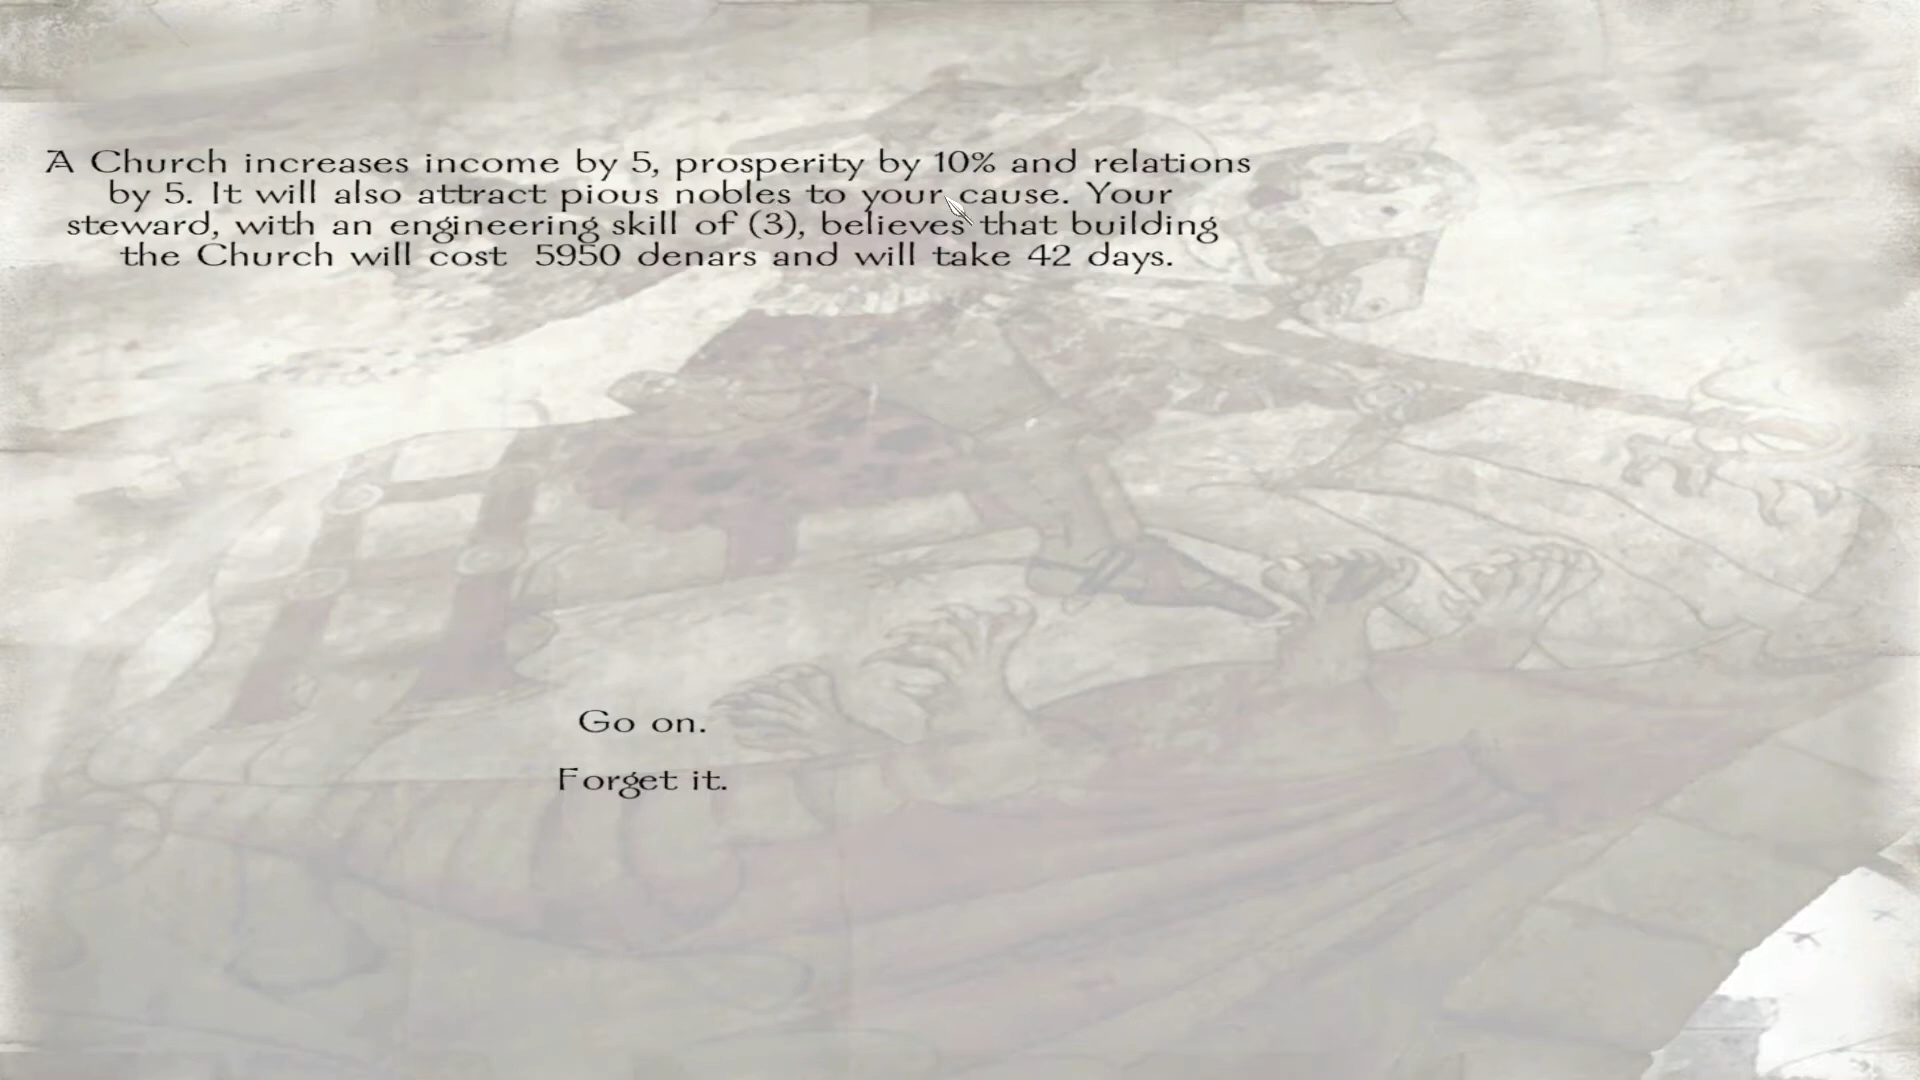 A Church increases income by 5, prosperity by 10% and relations
by 5. It will also attract pious nobles to your cause. Your
steward, with an engineering skill of (3), believes that building
the Church will cost  5950 denars and will take 42 days.
Go on.
Forget it.